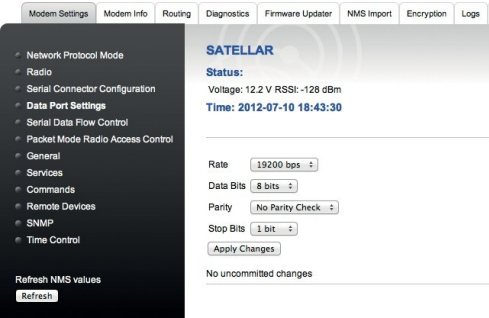 Modem Settings Modem Info Routing Diagnostics Firmware Updater NMS Import Encryption Logs
Network Protocol Mode
Radio
Serial Connector Configuration
Data Port Settings
Serial Data Flow Control
Packet Mode Radio Access Control
General
Services
Commands
Remote Devices
SNMP
Time Control
Refresh NMS values
Refresh
SATELLAR
Status:
Voltage: 12.2 V RSSI: -128 dBm
Time: 2012-07-10 18:43:30
Rate 19200 bps
Data Bits 8 bits
Parity No Parity Check
Stop Bits 1 bit
Apply Changes
No uncommitted changes